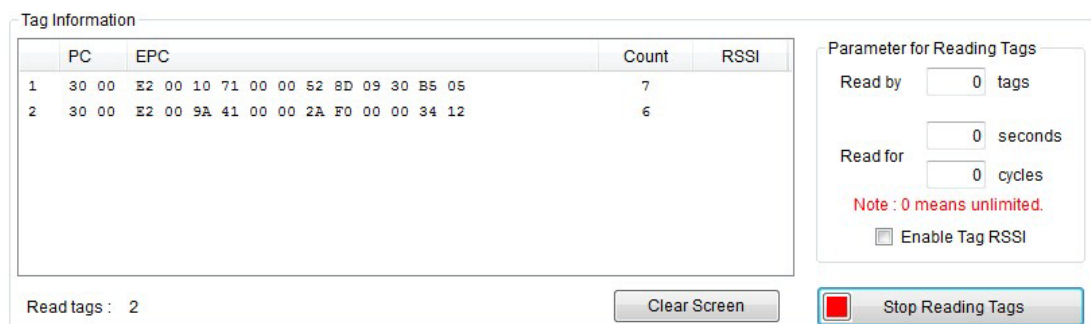 Tag Information
PC EPC Count RSSI
1 30 00 E2 00 10 71 00 00 52 8D 09 30 B5 05 7
2 30 00 E2 00 9A 41 00 00 2A F0 00 00 34 12 6
Read tags : 2
Clear Screen
Parameter for Reading Tags
Read by 0 tags
Read for
0 seconds
0 cycles
Note : 0 means unlimited.
Enable Tag RSSI
Stop Reading Tags